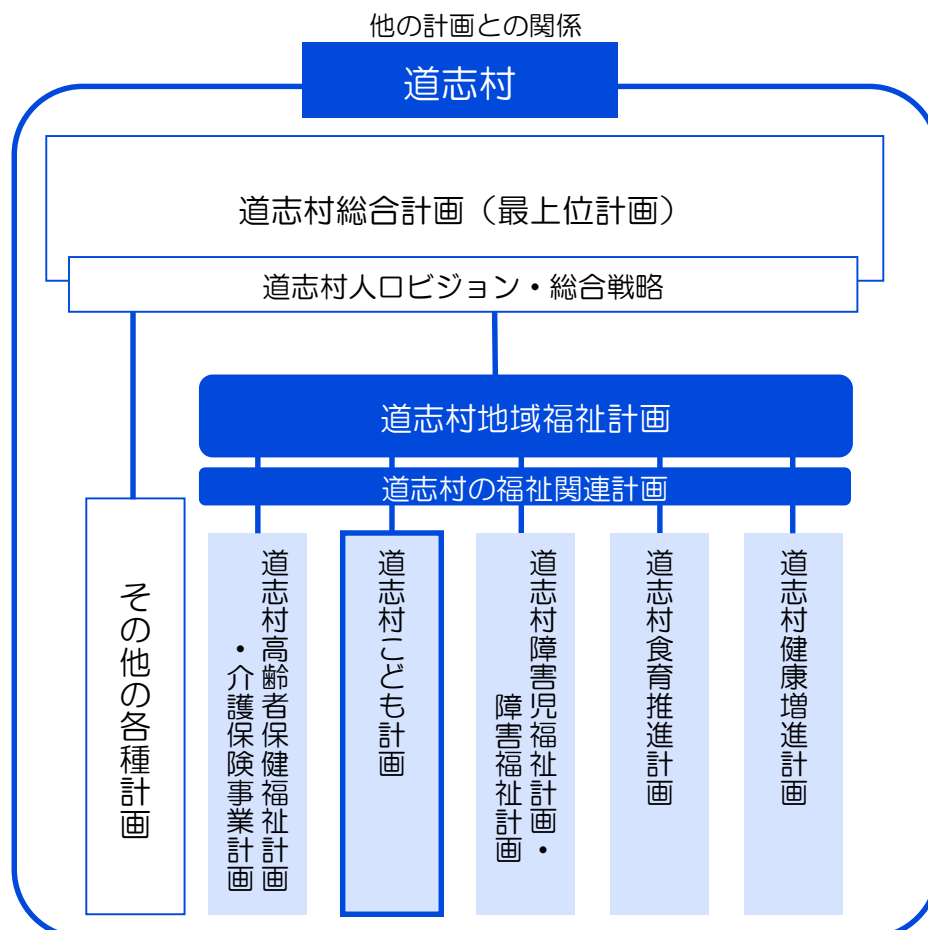 他の計画との関係
道志村
道志村総合計画（最上位計画）
道志村人口ビジョン・総合戦略
道志村地域福祉計画
道志村の福祉関連計画
その他の各種計画
道志村高齢者保健福祉計画
・介護保険事業計画
道志村こども計画
道志村障害児福祉計画・
障害福祉計画
道志村食育推進計画
道志村健康増進計画